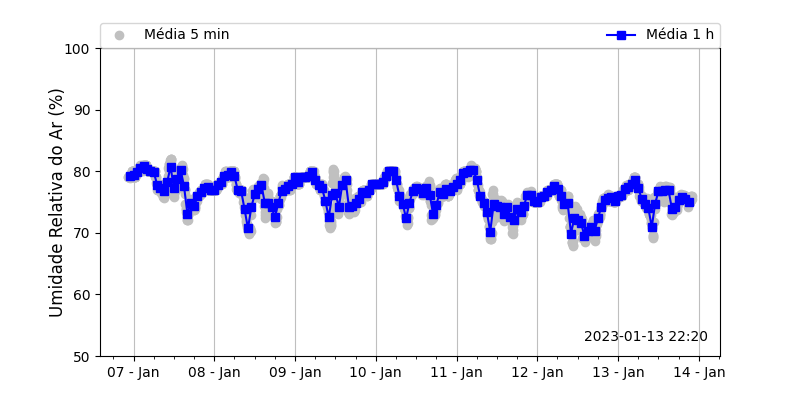 Média 5 min
Média 1 h
Umidade Relativa do Ar (%)
100
90
80
70
60
50
2023-01-13 22:20
07 - Jan
08 - Jan
09 - Jan
10 - Jan
11 - Jan
12 - Jan
13 - Jan
14 - Jan